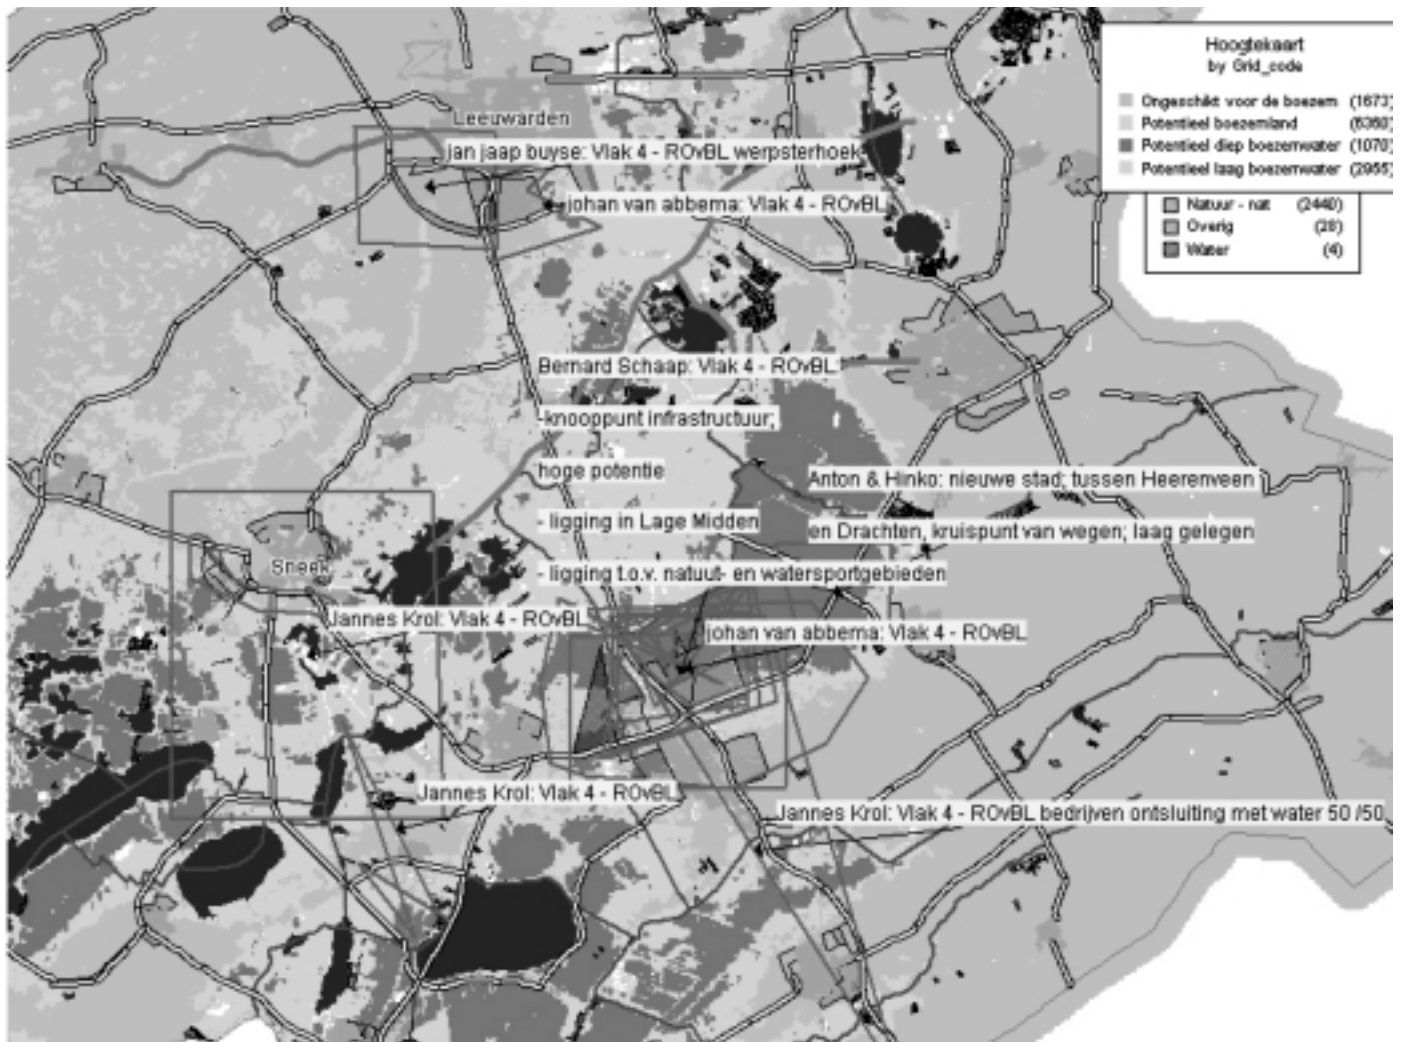 Hoogtekaart
by Grid_code
Ongeschikt voor de boezem (1673)
Potentieel boezemland (6360)
Potentieel diep boezemwater (1070)
Potentieel laag boezemwater (2955)
Natuur - nat (2440)
Overig (28)
Water (4)
Leeuwarden
jan jaap buyse: Vlak 4 - ROvBL werpsterhoek
johan van abbema: Vlak 4 - ROvBL
Bernard Schaap: Vlak 4 - ROvBL
-knooppunt infrastructuur;
hoge potentie
- ligging in Lage Midden
- ligging t.o.v. natuut- en watersportgebieden
Anton & Hinko: nieuwe stad; tussen Heerenveen
en Drachten, kruispunt van wegen; laag gelegen
Sneek
Jannes Krol: Vlak 4 - ROvBL
johan van abbema: Vlak 4 - ROvBL
Jannes Krol: Vlak 4 - ROvBL
Jannes Krol: Vlak 4 - ROvBL bedrijven ontsluiting met water 50 /50